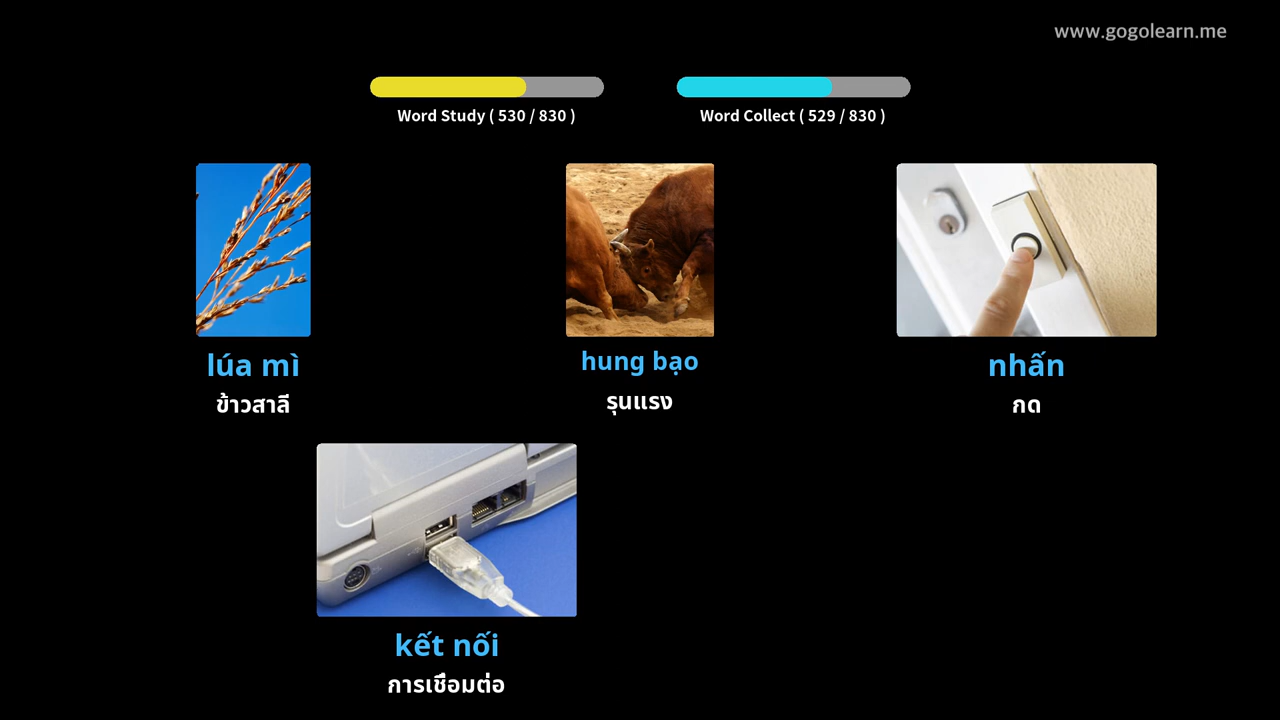 www.gogolearn.me
Word Study ( 530 / 830 )
Word Collect ( 529 / 830 )
lúa mì
ข้าวสาลี
hung bạo
รุนแรง
nhấn
กด
kết nối
การเชื่อมต่อ